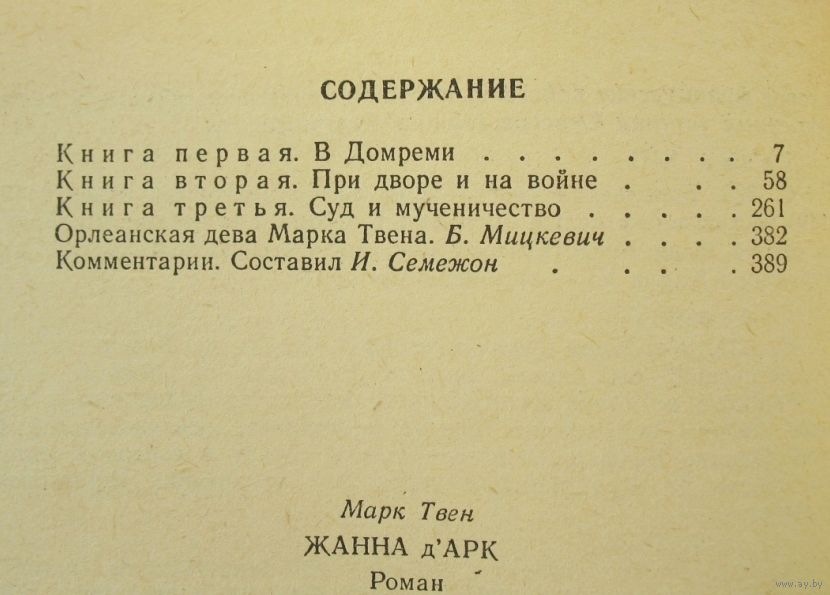 СОДЕРЖАНИЕ
Книга первая. В Домреми . . . . . . . . 7
Книга вторая. При дворе и на войне . . . . 58
Книга третья. Суд и мученичество . . . . . 261
Орлеанская дева Марка Твена. Б. Мицкевич . . . . 382
Комментарии. Составил И. Семежон . . . . 389
Марк Твен
ЖАННА д'АРК
Роман
www.ay.by